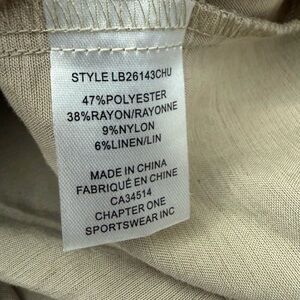 STYLE LB26143CHU
47%POLYESTER
38%RAYON/RAYONNE
9%NYLON
6%LINEN/LIN
MADE IN CHINA
FABRIQUÉ EN CHINE
CA34514
CHAPTER ONE
SPORTSWEAR INC